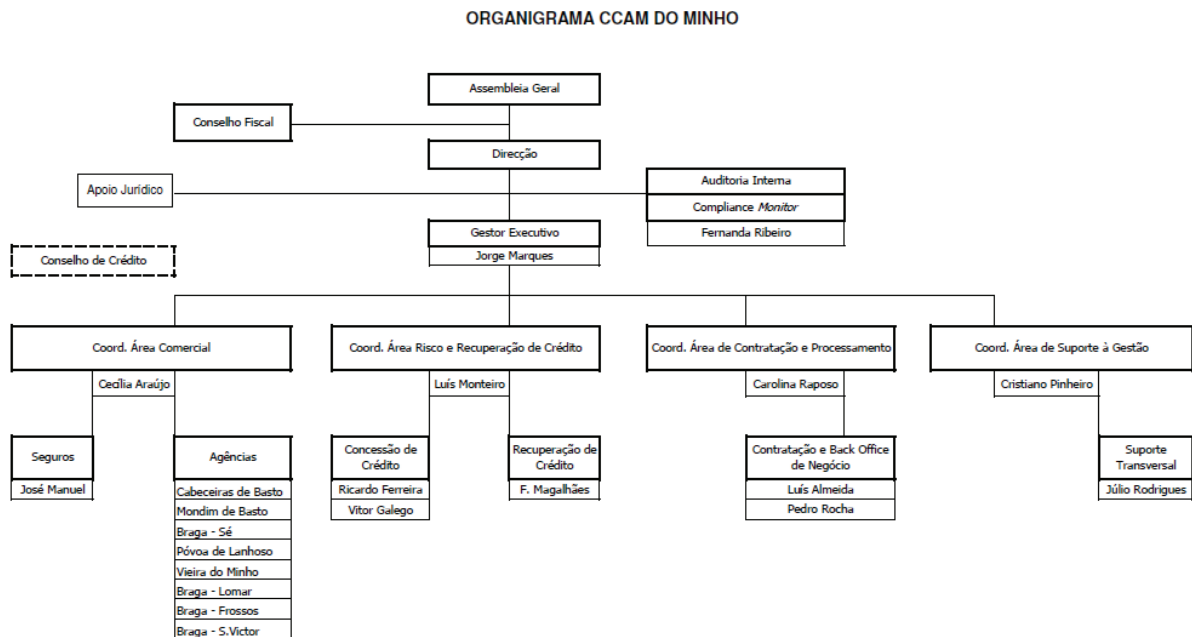 ORGANIGRAMA CCAM DO MINHO
Assembleia Geral
Conselho Fiscal
Direcção
Apoio Jurídico
Auditoria Interna
Compliance Monitor
Fernanda Ribeiro
Gestor Executivo
Jorge Marques
Conselho de Crédito
Coord. Área Comercial
Cecília Araújo
Coord. Área Risco e Recuperação de Crédito
Luís Monteiro
Coord. Área de Contratação e Processamento
Carolina Raposo
Coord. Área de Suporte à Gestão
Cristiano Pinheiro
Seguros
José Manuel
Agências
Cabeceiras de Basto
Mondim de Basto
Braga - Sé
Póvoa de Lanhoso
Vieira do Minho
Braga - Lomar
Braga - Frossos
Braga - S.Victor
Concessão de
Crédito
Ricardo Ferreira
Vitor Galego
Recuperação de
Crédito
F. Magalhães
Contratação e Back Office
de Negócio
Luís Almeida
Pedro Rocha
Suporte
Transversal
Júlio Rodrigues